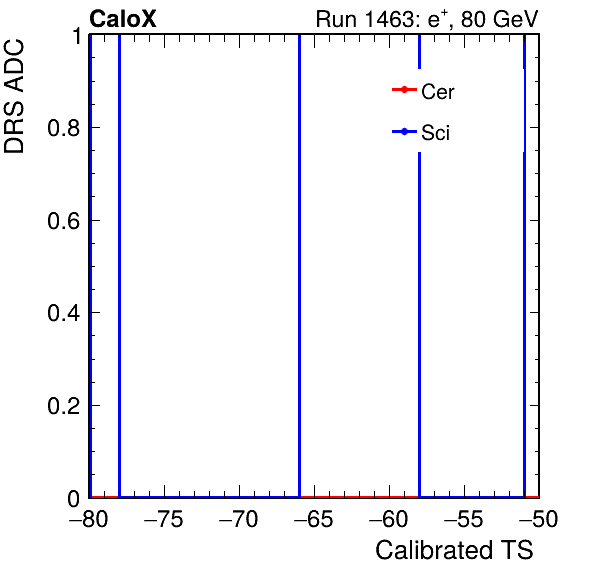 CaloX
Run 1463: e⁺, 80 GeV
DRS ADC
1
0.8
0.6
0.4
0.2
0
Cer
Sci
−80 −75 −70 −65 −60 −55 −50
Calibrated TS